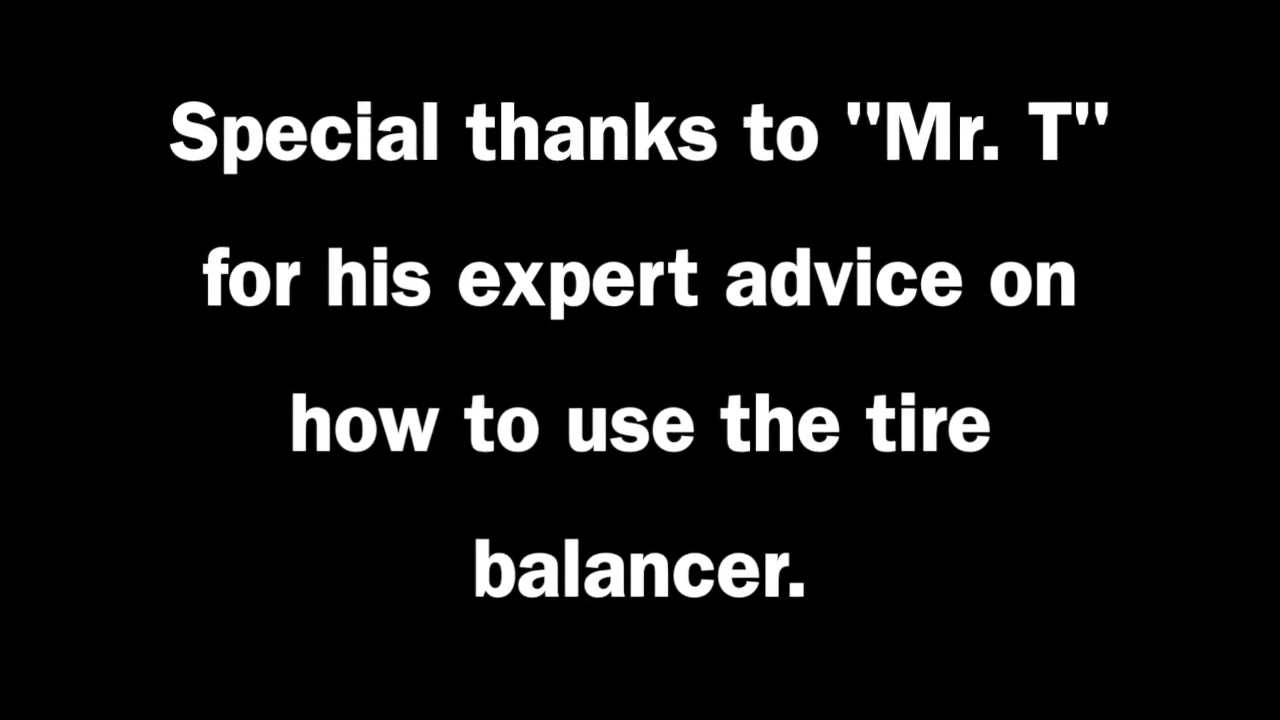 Special thanks to "Mr. T"
for his expert advice on
how to use the tire
balancer.